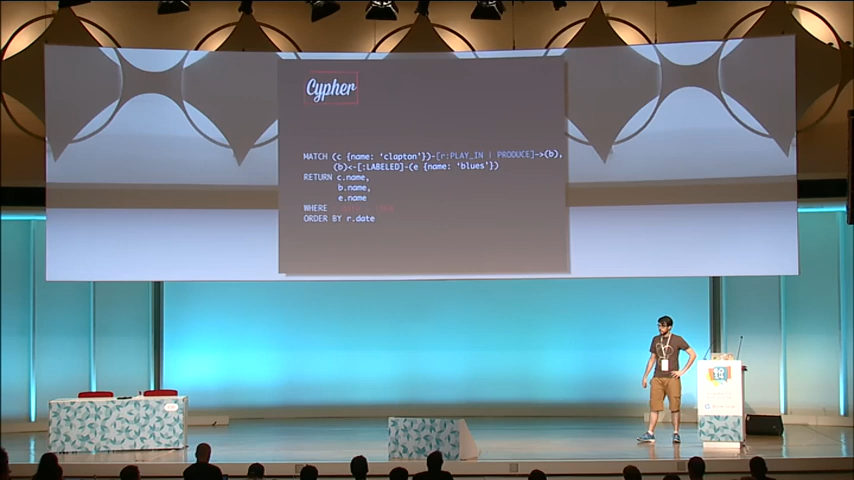 Cypher
MATCH (c {name: 'clapton'})-[r:PLAY_IN | PRODUCE]->(b),
(b)<-[:LABELED]-(e {name: 'blues'})
RETURN c.name,
b.name,
e.name
WHERE
ORDER BY r.date